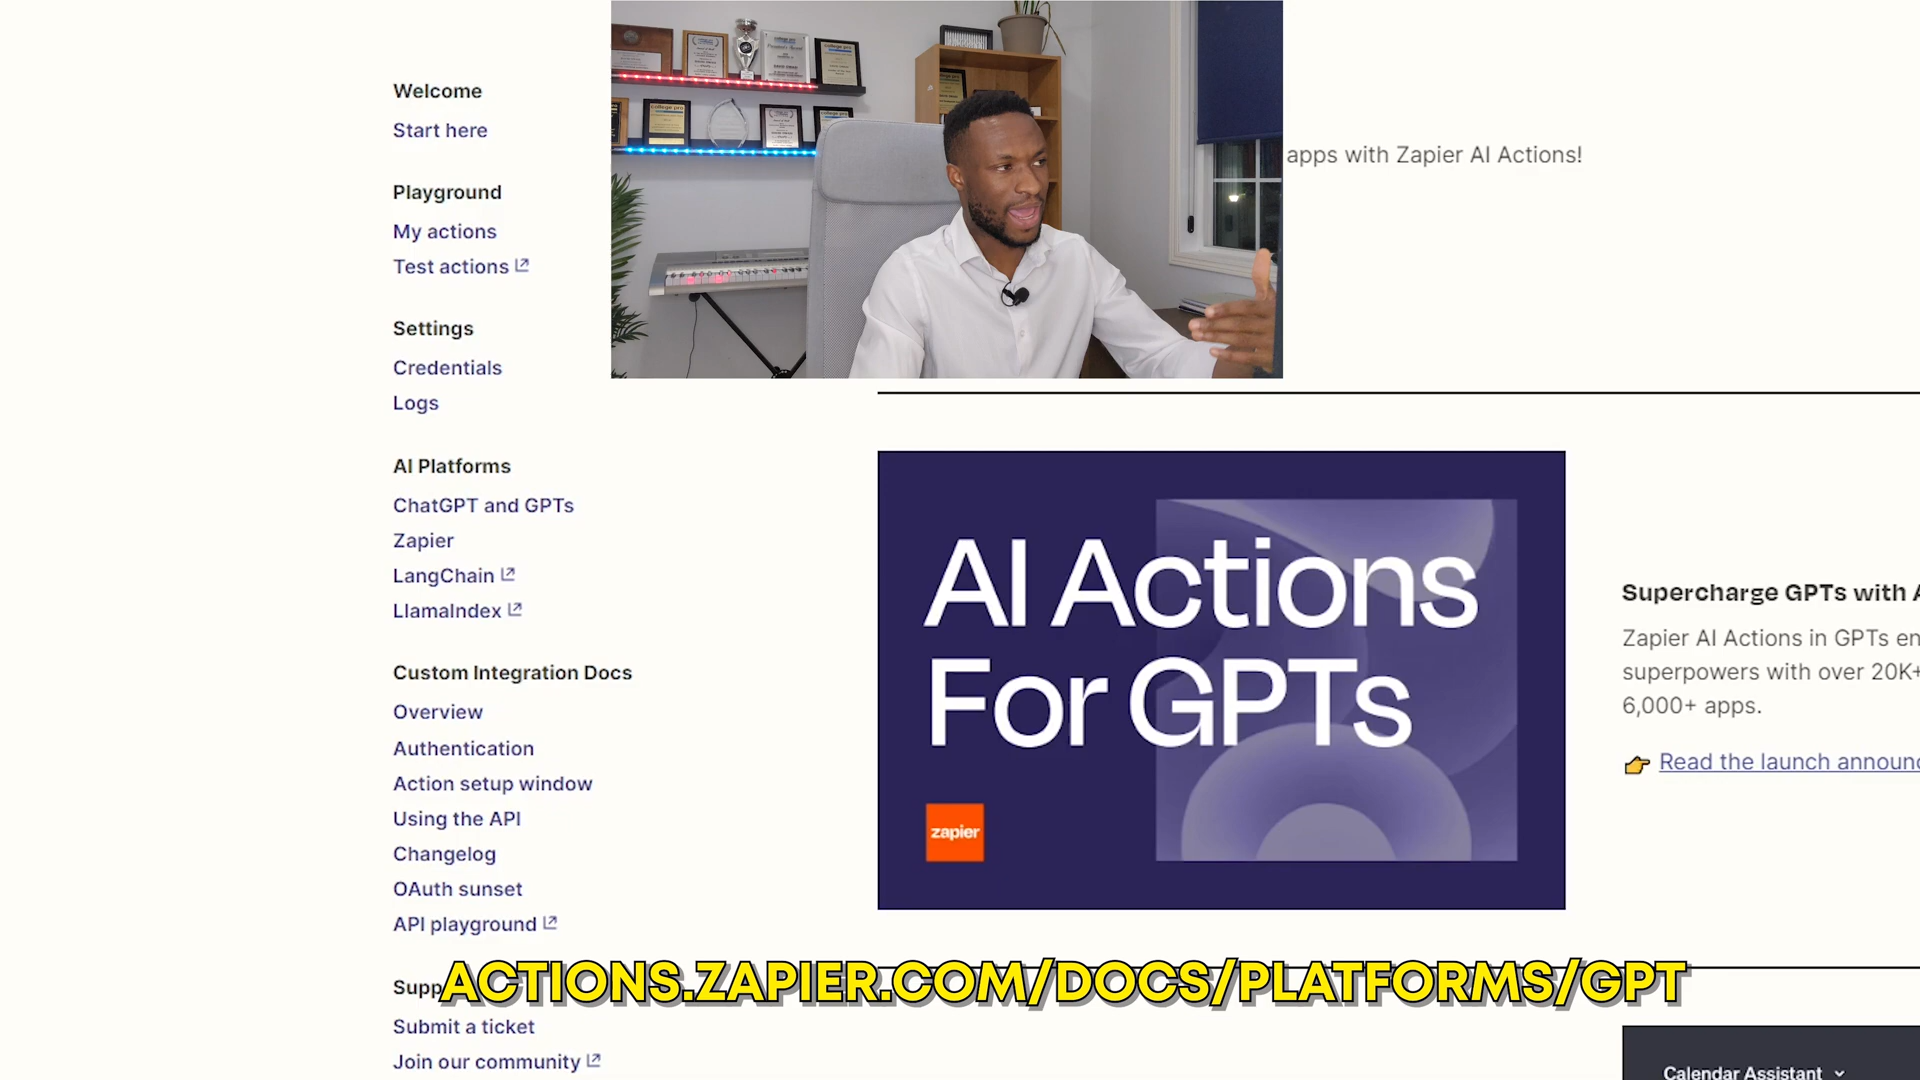 Welcome
Start here
Playground
My actions
Test actions
Settings
Credentials
Logs
AI Platforms
ChatGPT and GPTs
Zapier
LangChain
LlamaIndex
Custom Integration Docs
Overview
Authentication
Action setup window
Using the API
Changelog
OAuth sunset
API playground
Supp
Submit a ticket
Join our community
apps with Zapier AI Actions!
AI Actions
For GPTs
zapier
Supercharge GPTs with A
Zapier AI Actions in GPTs en
superpowers with over 20K+
6,000+ apps.
Read the launch announc
ACTIONS.ZAPIER.COM/DOCS/PLATFORMS/GPT
Calendar Assistant